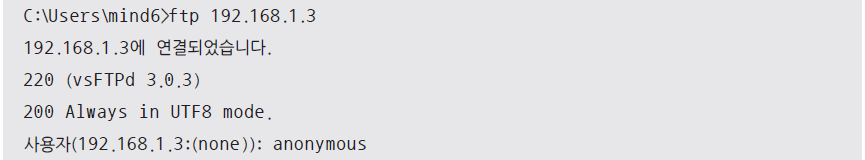 C:\Users\mind6>ftp 192.168.1.3
192.168.1.3에 연결되었습니다.
220 (vsFTPd 3.0.3)
200 Always in UTF8 mode.
사용자(192.168.1.3:(none)): anonymous